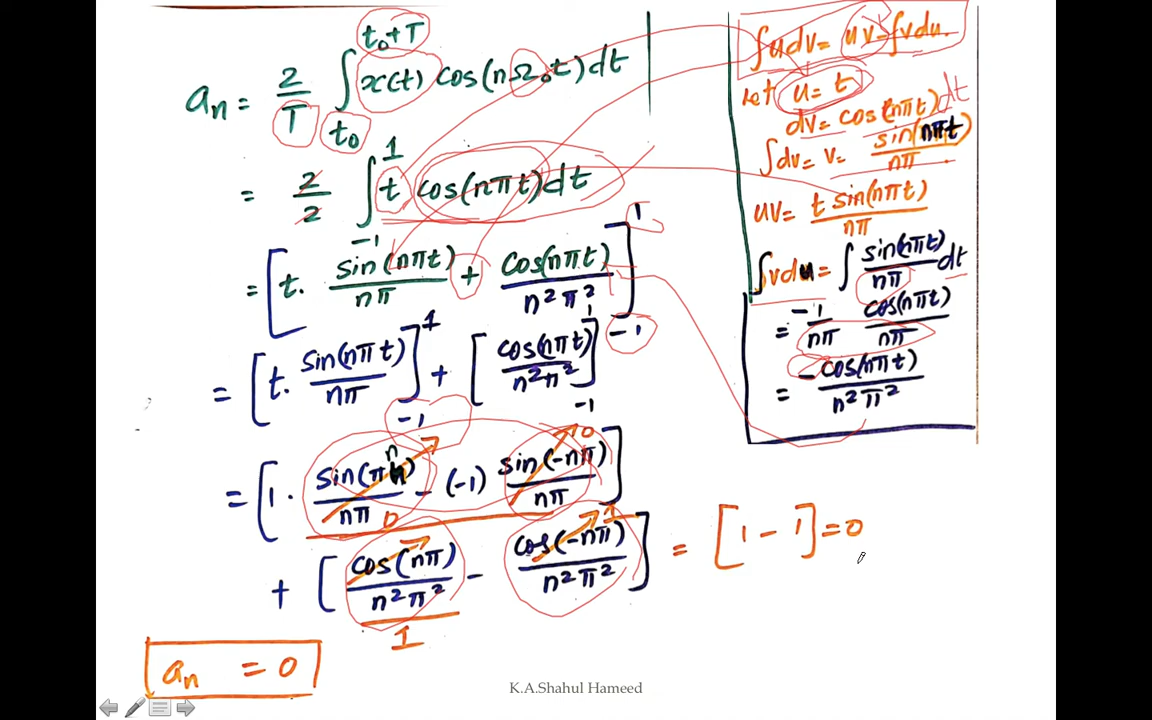 aₙ = 2/T ∫_{t₀}^{t₀+T} x(t) cos(nΩ₀t) dt
= 2/2 ∫_{-1}^{1} t cos(nπt) dt
= [t. sin(nπt)/nπ + cos(nπt)/n²π²]_{-1}^{1}
= [t. sin(nπt)/nπ]_{-1}^{1} + [cos(nπt)/n²π²]_{-1}^{1}
= [1. sin(πn)/nπ 0 - (-1) sin(-nπ)/nπ 0]
+ [cos(nπ)/n²π² 1 - cos(-nπ)/n²π² 1] = [1 - 1] = 0
aₙ = 0
∫udv = uv - ∫vdu.
let u = t
dv = cos(nπt) dt
∫dv = v = sin(nπt)/nπ
uv = t sin(nπt)/nπ
∫vdu = ∫ sin(nπt)/nπ dt
= -1/nπ cos(nπt)/nπ
= -cos(nπt)/n²π²
K.A.Shahul Hameed